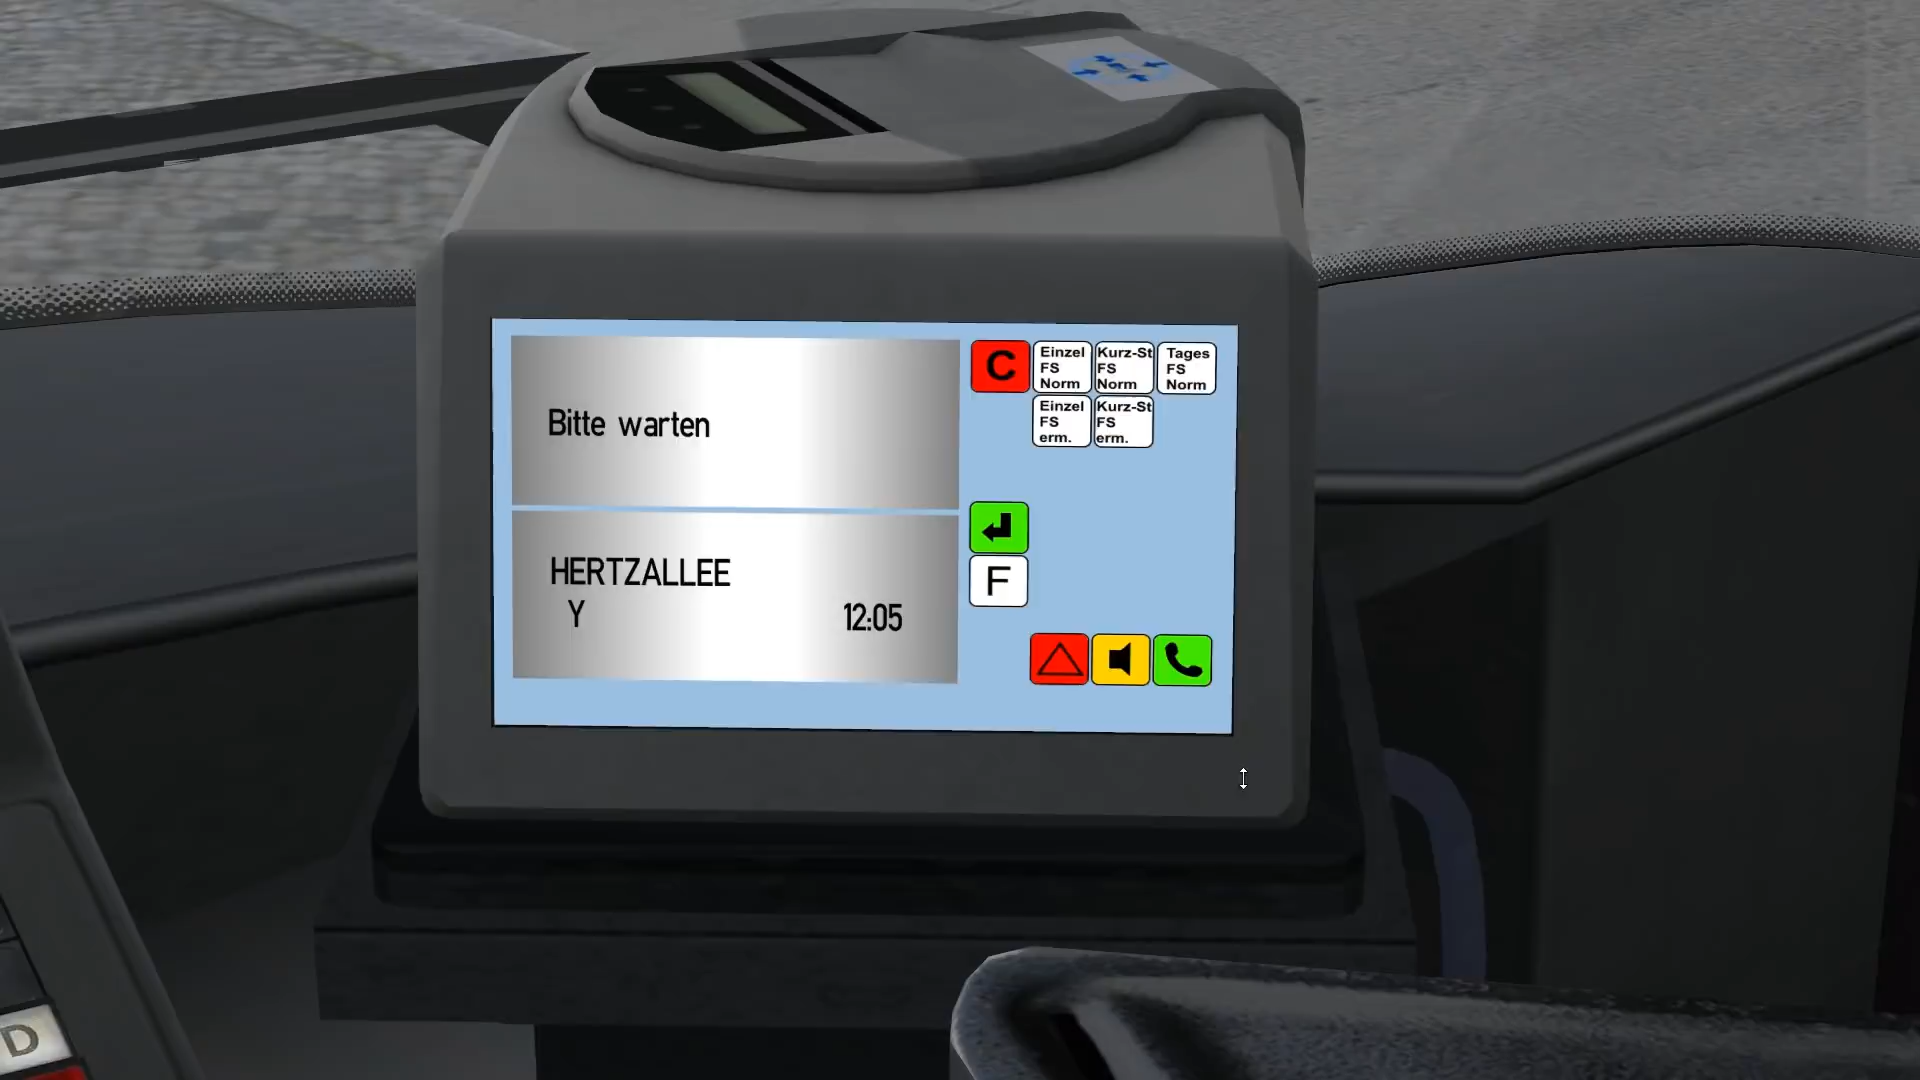 Bitte warten
HERTZALLEE
Y 12:05
C
Einzel
FS
Norm
Kurz-St
FS
Norm
Tages
FS
Norm
Einzel
FS
erm.
Kurz-St
FS
erm.
F
D